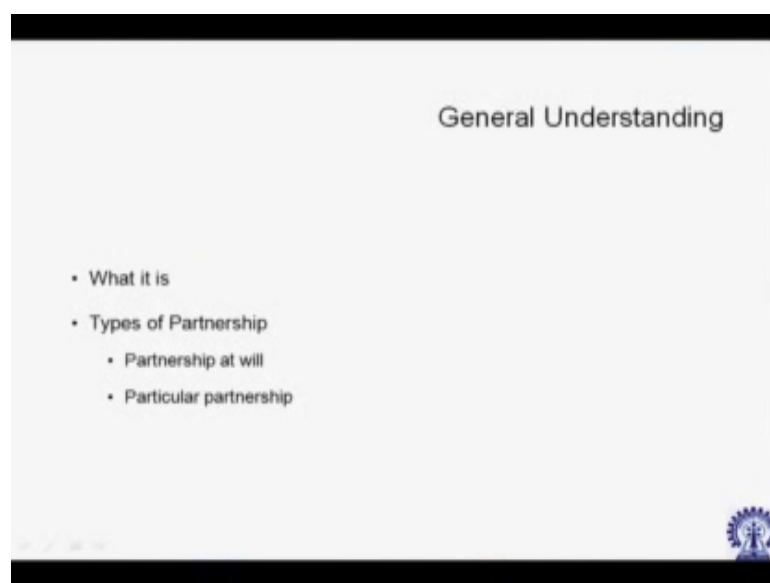 General Understanding
• What it is
• Types of Partnership
• Partnership at will
• Particular partnership